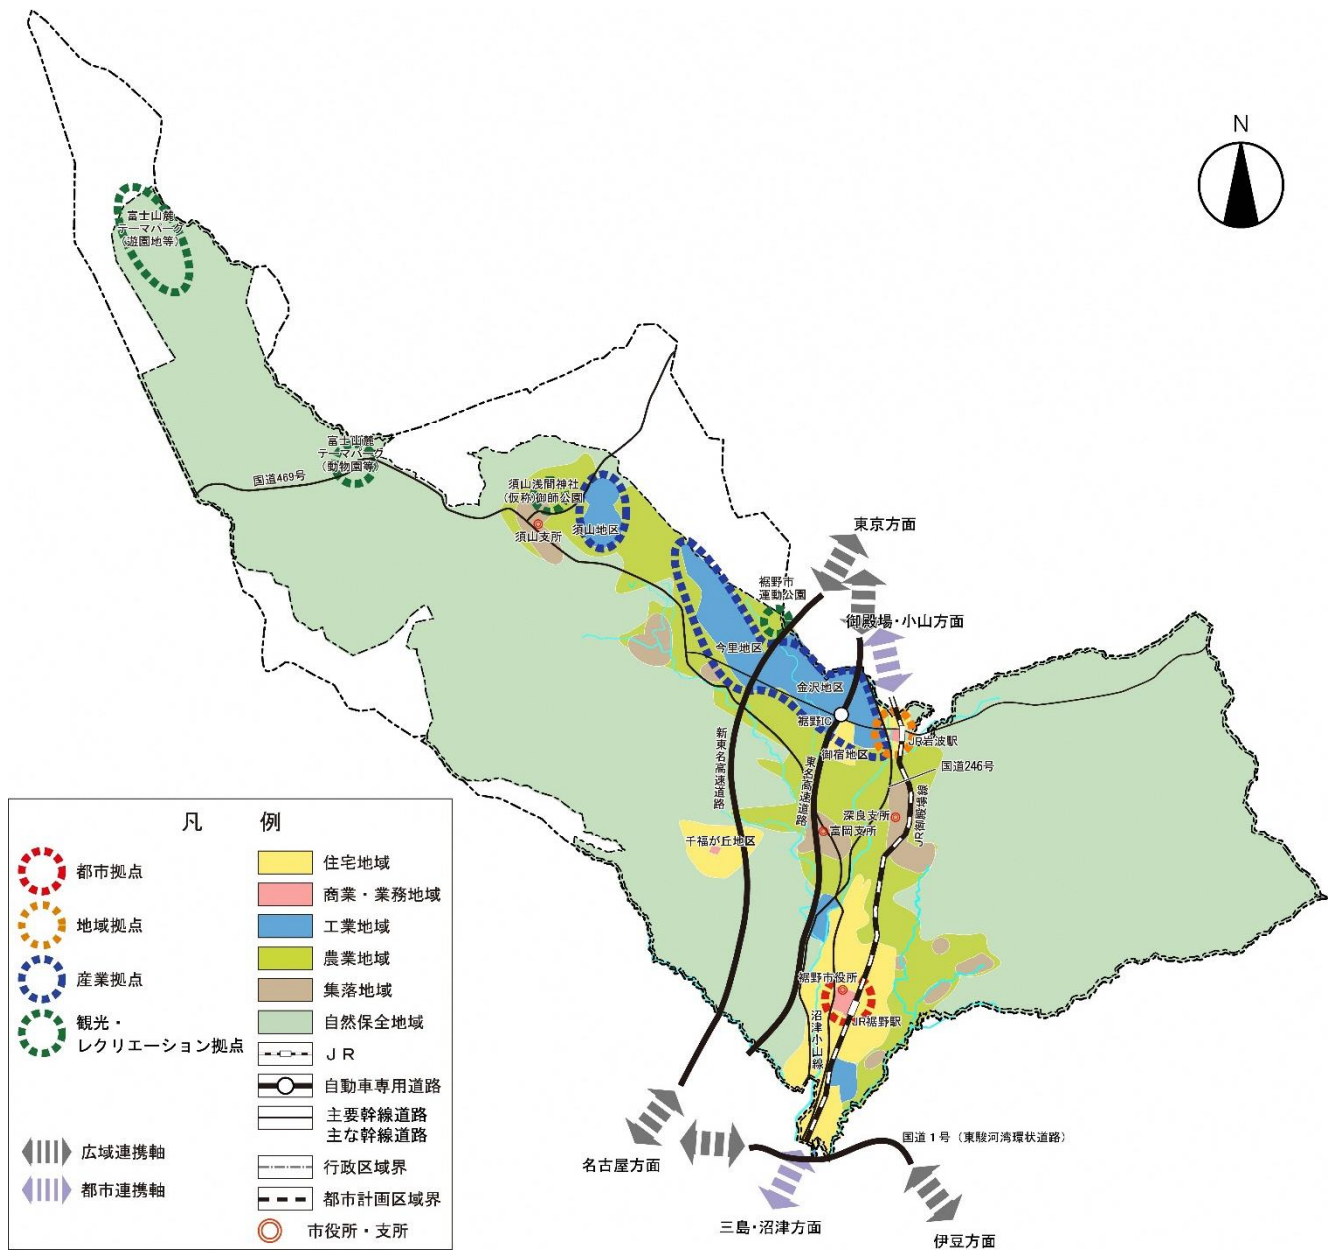 N
富士山麓
テーマパーク
(遊園地等)
富士山麓
テーマパーク
(動物園等)
国道469号
須山浅間神社
(仮称)御師公園
須山支所
須山地区
東京方面
裾野市
運動公園
御殿場・小山方面
今里地区
金沢地区
裾野IC
JR岩波駅
御宿地区
新東名高速道路
東名高速道路
国道246号
JR御殿場線
深良支所
富岡支所
千福が丘地区
裾野市役所
JR裾野駅
沼津小山線
国道1号(東駿河湾環状道路)
名古屋方面
三島・沼津方面
伊豆方面
凡 例
都市拠点
地域拠点
産業拠点
観光・
レクリエーション拠点
広域連携軸
都市連携軸
住宅地域
商業・業務地域
工業地域
農業地域
集落地域
自然保全地域
JR
自動車専用道路
主要幹線道路
主な幹線道路
行政区域界
都市計画区域界
市役所・支所